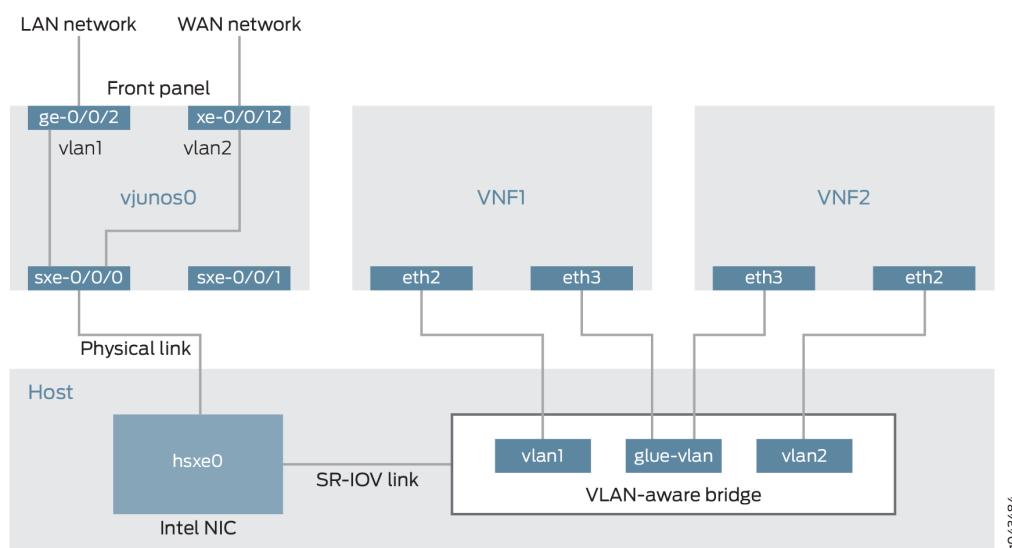 LAN network
WAN network
Front panel
ge-0/0/2
xe-0/0/12
vlan1
vlan2
vjunos0
VNF1
VNF2
sxe-0/0/0
sxe-0/0/1
eth2
eth3
eth3
eth2
Physical link
Host
hsxe0
vlan1
glue-vlan
vlan2
SR-IOV link
VLAN-aware bridge
Intel NIC